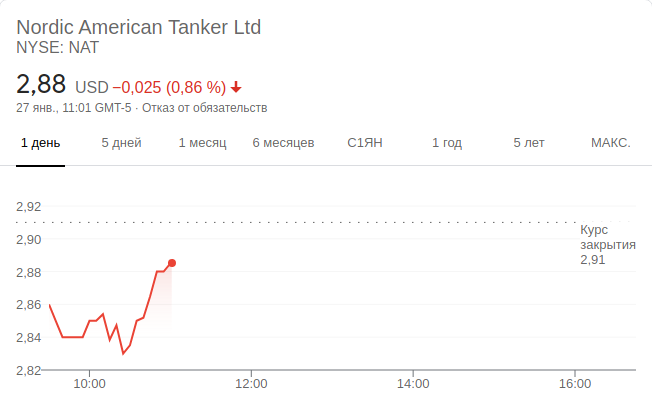 Nordic American Tanker Ltd
NYSE: NAT
2,88 USD −0,025 (0,86 %)
27 янв., 11:01 GMT-5 · Отказ от обязательств
1 день 5 дней 1 месяц 6 месяцев С1ЯН 1 год 5 лет МАКС.
2,92
Курс
2,90 закрытия
2,91
2,88
2,86
2,84
2,82
10:00 12:00 14:00 16:00